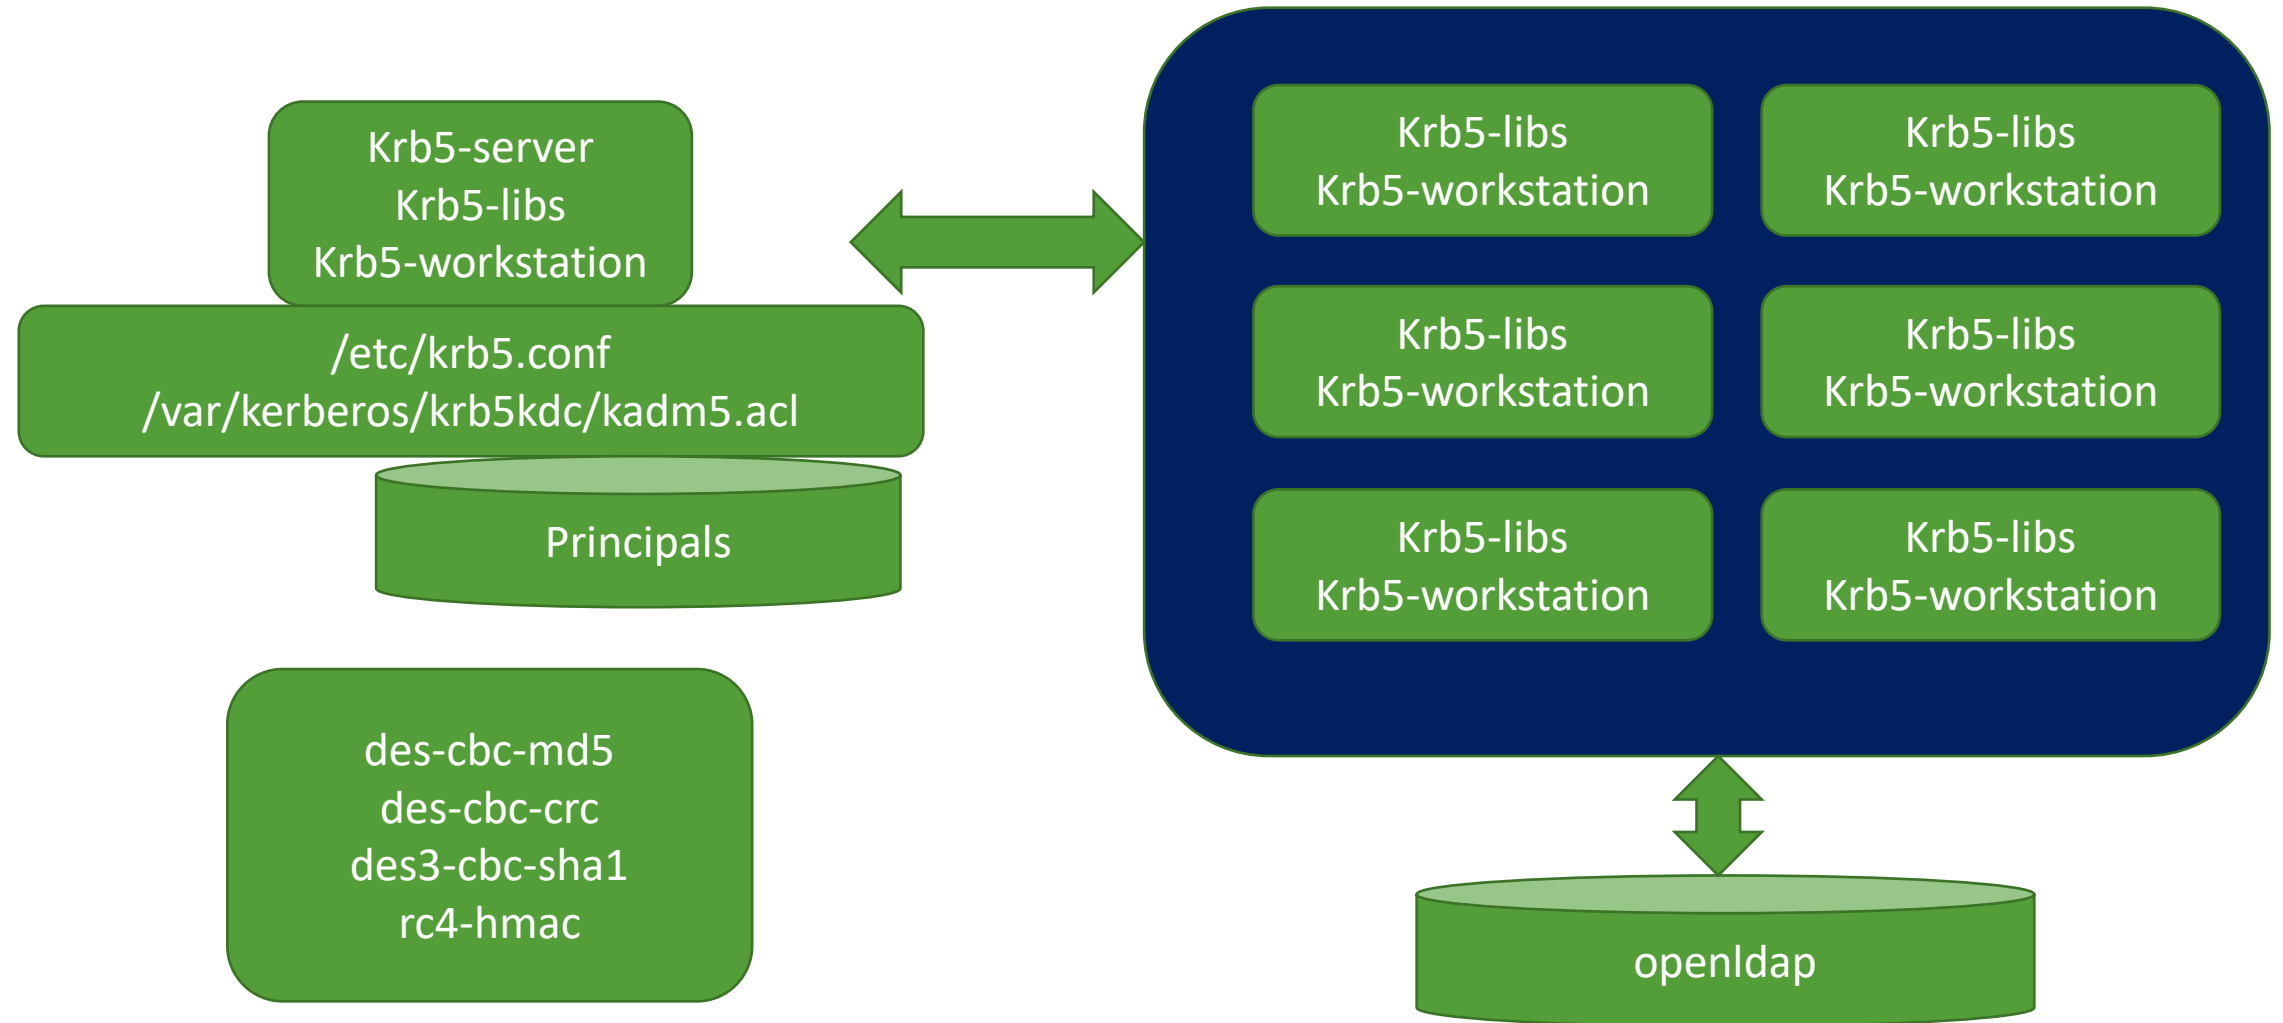 Krb5-server
Krb5-libs
Krb5-workstation
/etc/krb5.conf
/var/kerberos/krb5kdc/kadm5.acl
Principals
des-cbc-md5
des-cbc-crc
des3-cbc-sha1
rc4-hmac
Krb5-libs
Krb5-workstation
Krb5-libs
Krb5-workstation
Krb5-libs
Krb5-workstation
Krb5-libs
Krb5-workstation
Krb5-libs
Krb5-workstation
Krb5-libs
Krb5-workstation
openldap